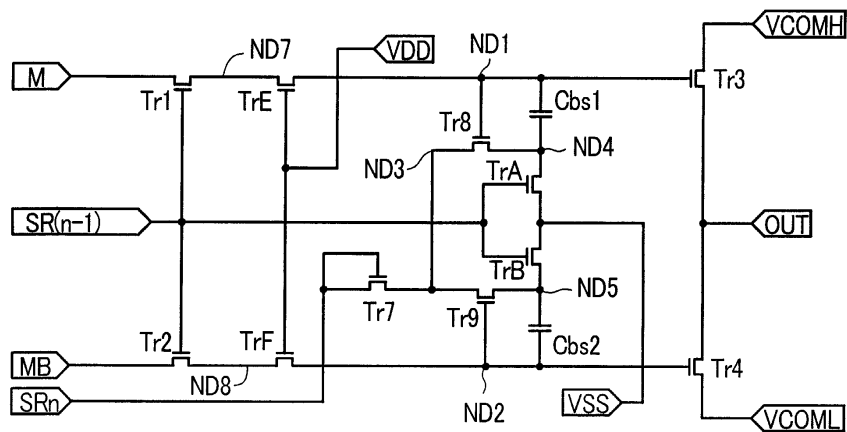 VCOMH
ND7
VDD
ND1
M
Tr1
TrE
Tr8
Cbs1
Tr3
ND3
ND4
TrA
SR(n-1)
OUT
TrB
Tr7
Tr9
ND5
Tr2
TrF
Cbs2
Tr4
MB
ND8
SRn
ND2
VSS
VCOML